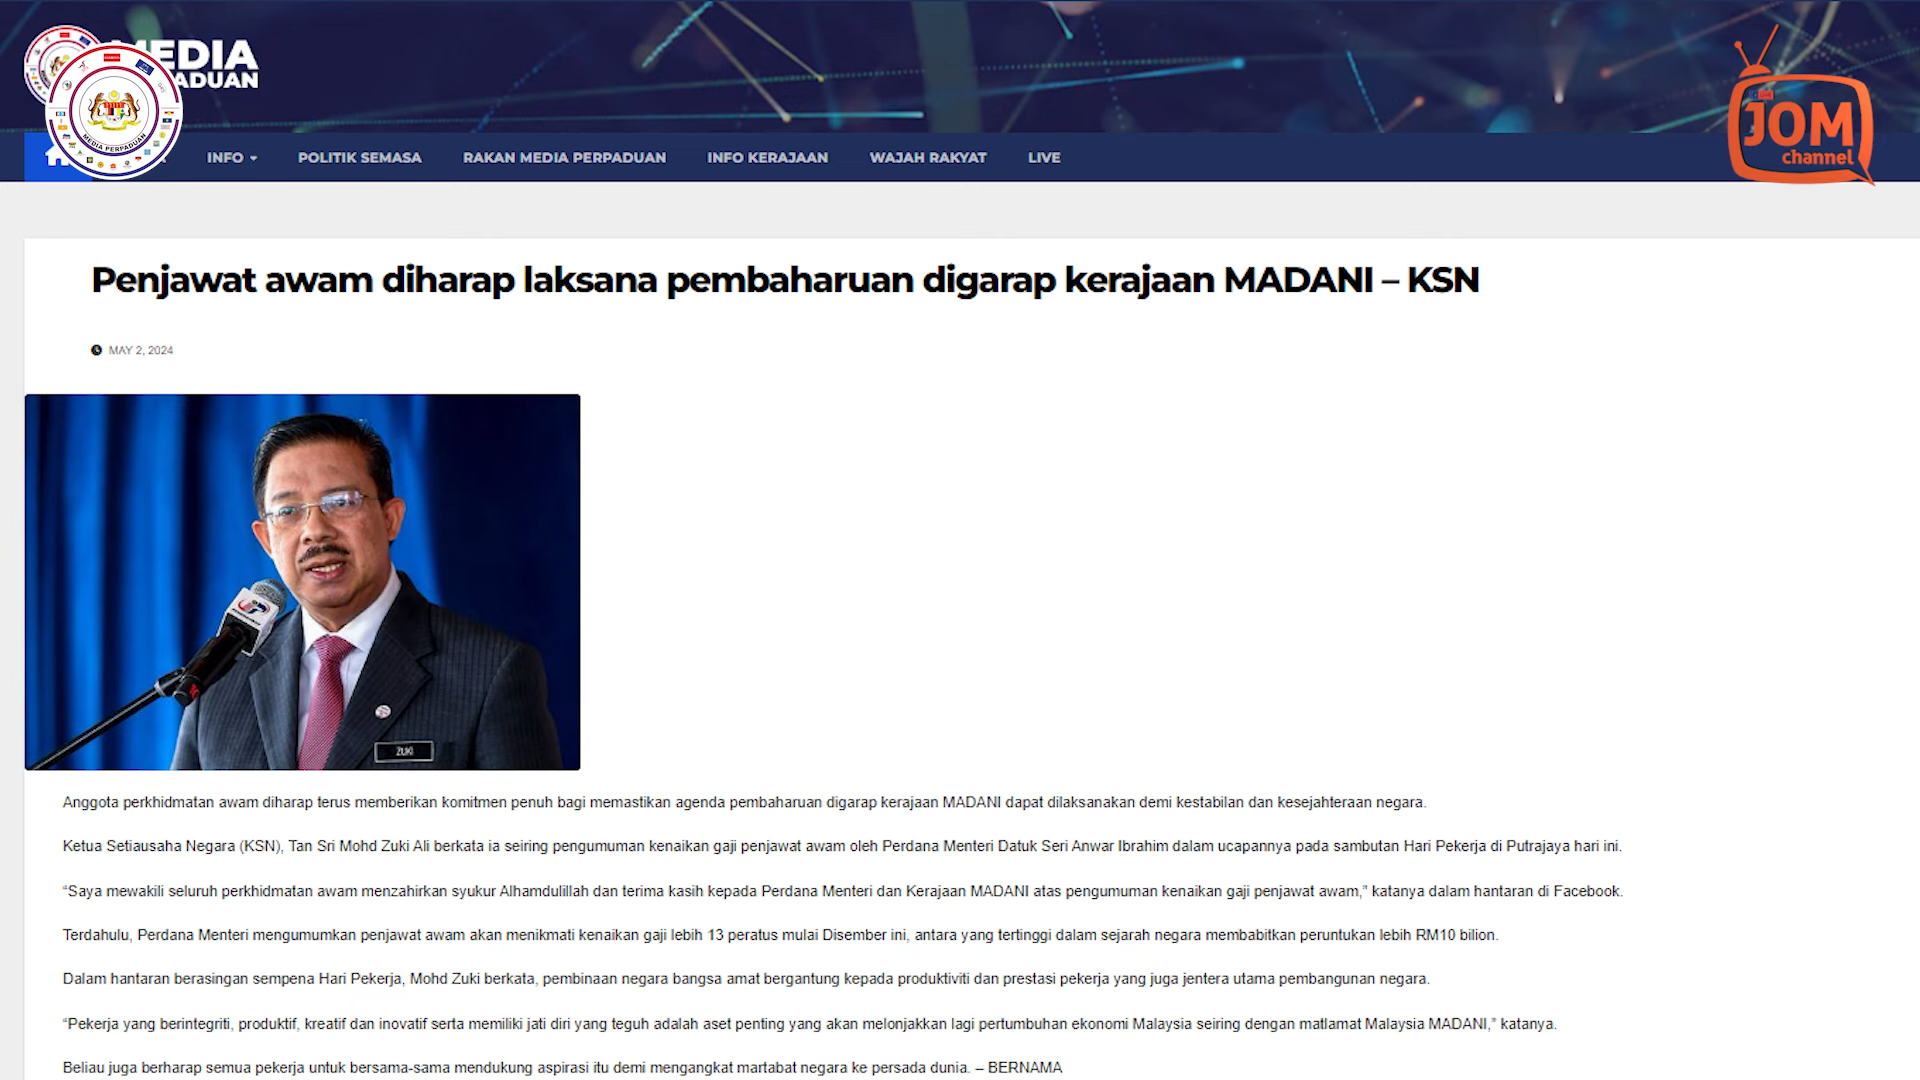 MEDIA
ADUAN
MEDIA PERPADUAN
JOM
channel
INFO
POLITIK SEMASA
RAKAN MEDIA PERPADUAN
INFO KERAJAAN
WAJAH RAKYAT
LIVE
Penjawat awam diharap laksana pembaharuan digarap kerajaan MADANI – KSN
MAY 2, 2024
ZUKI
Anggota perkhidmatan awam diharap terus memberikan komitmen penuh bagi memastikan agenda pembaharuan digarap kerajaan MADANI dapat dilaksanakan demi kestabilan dan kesejahteraan negara.
Ketua Setiausaha Negara (KSN), Tan Sri Mohd Zuki Ali berkata ia seiring pengumuman kenaikan gaji penjawat awam oleh Perdana Menteri Datuk Seri Anwar Ibrahim dalam ucapannya pada sambutan Hari Pekerja di Putrajaya hari ini.
“Saya mewakili seluruh perkhidmatan awam menzahirkan syukur Alhamdulillah dan terima kasih kepada Perdana Menteri dan Kerajaan MADANI atas pengumuman kenaikan gaji penjawat awam,” katanya dalam hantaran di Facebook.
Terdahulu, Perdana Menteri mengumumkan penjawat awam akan menikmati kenaikan gaji lebih 13 peratus mulai Disember ini, antara yang tertinggi dalam sejarah negara membabitkan peruntukan lebih RM10 bilion.
Dalam hantaran berasingan sempena Hari Pekerja, Mohd Zuki berkata, pembinaan negara bangsa amat bergantung kepada produktiviti dan prestasi pekerja yang juga jentera utama pembangunan negara.
“Pekerja yang berintegriti, produktif, kreatif dan inovatif serta memiliki jati diri yang teguh adalah aset penting yang akan melonjakkan lagi pertumbuhan ekonomi Malaysia seiring dengan matlamat Malaysia MADANI,” katanya.
Beliau juga berharap semua pekerja untuk bersama-sama mendukung aspirasi itu demi mengangkat martabat negara ke persada dunia. – BERNAMA